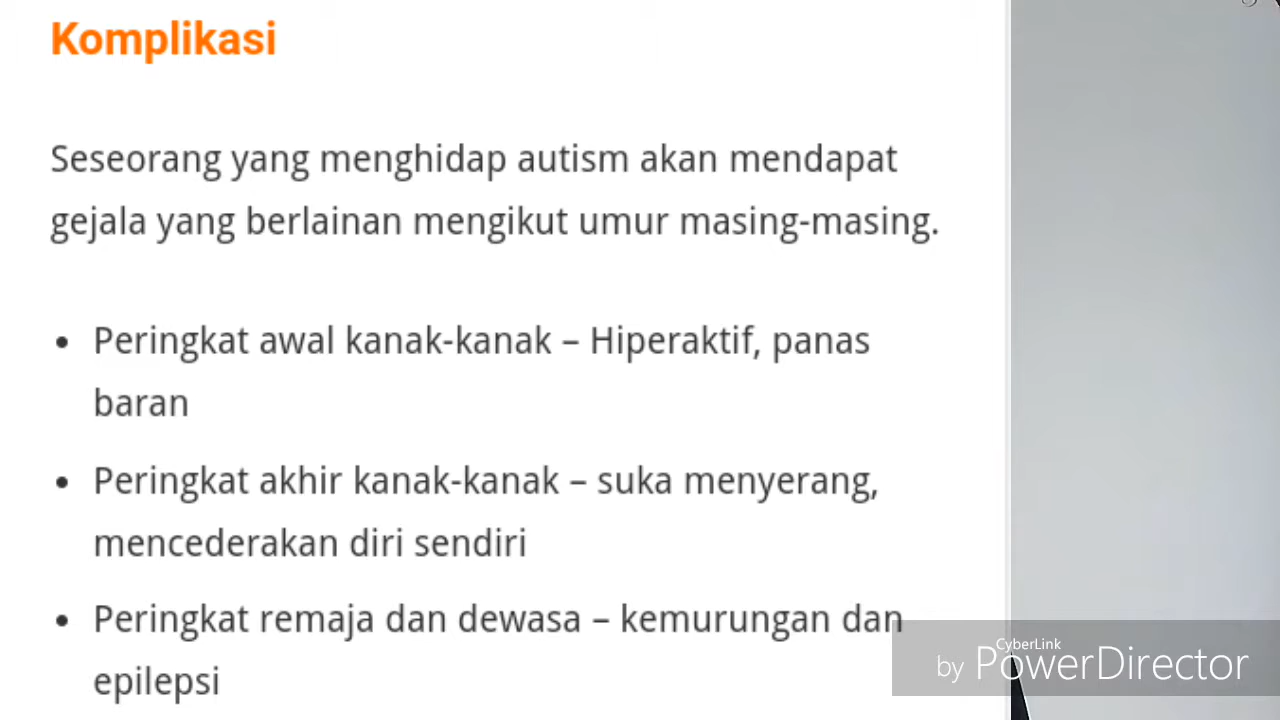 Komplikasi
Seseorang yang menghidap autism akan mendapat
gejala yang berlainan mengikut umur masing-masing.
• Peringkat awal kanak-kanak – Hiperaktif, panas
baran
• Peringkat akhir kanak-kanak – suka menyerang,
mencederakan diri sendiri
• Peringkat remaja dan dewasa – kemurungan dan
epilepsi
CyberLink
by PowerDirector